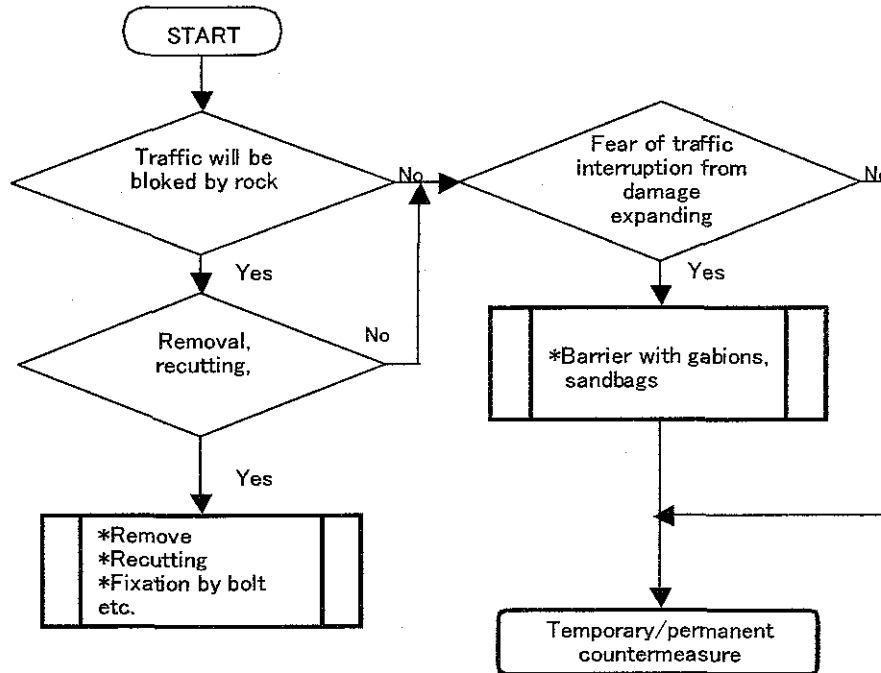 START
Traffic will be
bloked by rock
No
Yes
Removal,
recutting,
No
Yes
*Remove
*Recutting
*Fixation by bolt
etc.
Fear of traffic
interruption from
damage
expanding
No
Yes
*Barrier with gabions,
sandbags
Temporary/permanent
countermeasure